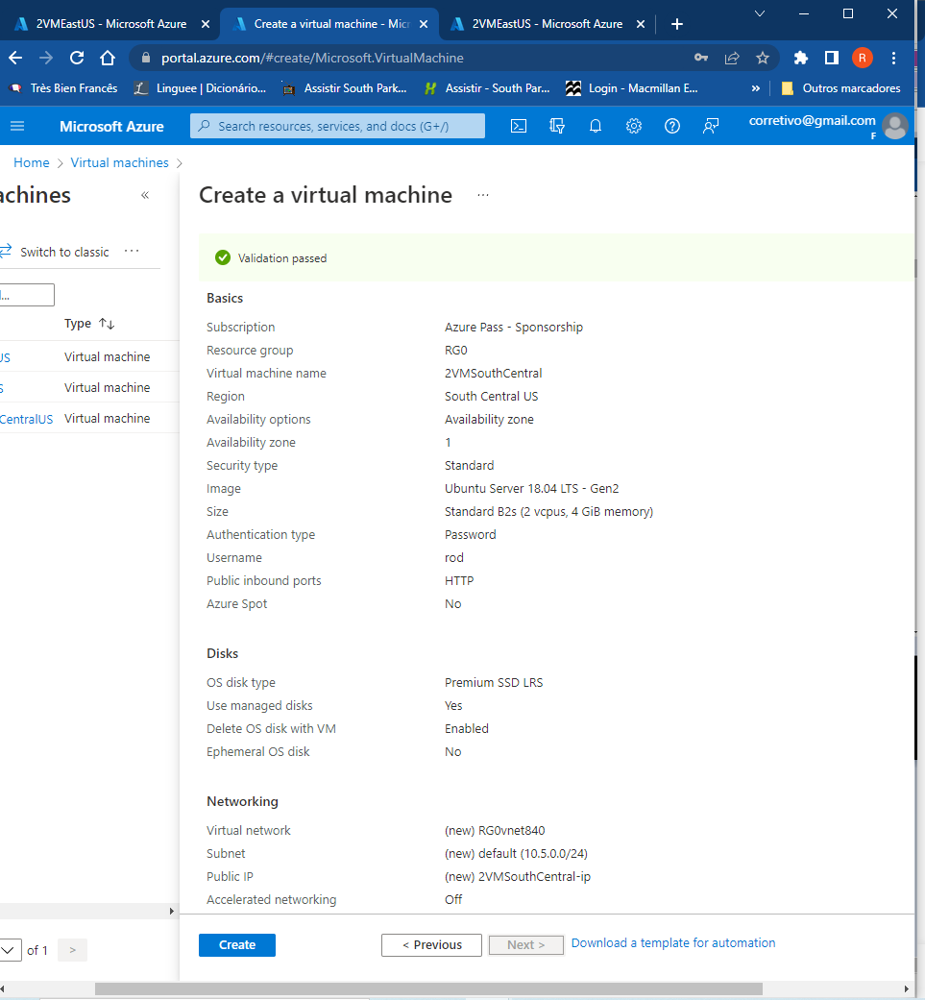 2VMEastUS - Microsoft Azure
Create a virtual machine - Micr
2VMEastUS - Microsoft Azure
portal.azure.com/#create/Microsoft.VirtualMachine
R
Très Bien Francês
Linguee | Dicionário...
Assistir South Park...
Assistir - South Par...
Login - Macmillan E...
»
Outros marcadores
Microsoft Azure
Search resources, services, and docs (G+/)
corretivo@gmail.com
F
Home > Virtual machines >
achines
«
Create a virtual machine ...
Switch to classic ...
Validation passed
...
Type ↑↓
US Virtual machine
S Virtual machine
CentralUS Virtual machine
Basics
Subscription Azure Pass - Sponsorship
Resource group RG0
Virtual machine name 2VMSouthCentral
Region South Central US
Availability options Availability zone
Availability zone 1
Security type Standard
Image Ubuntu Server 18.04 LTS - Gen2
Size Standard B2s (2 vcpus, 4 GiB memory)
Authentication type Password
Username rod
Public inbound ports HTTP
Azure Spot No
Disks
OS disk type Premium SSD LRS
Use managed disks Yes
Delete OS disk with VM Enabled
Ephemeral OS disk No
Networking
Virtual network (new) RG0vnet840
Subnet (new) default (10.5.0.0/24)
Public IP (new) 2VMSouthCentral-ip
Accelerated networking Off
of 1 >
Create
< Previous
Next >
Download a template for automation